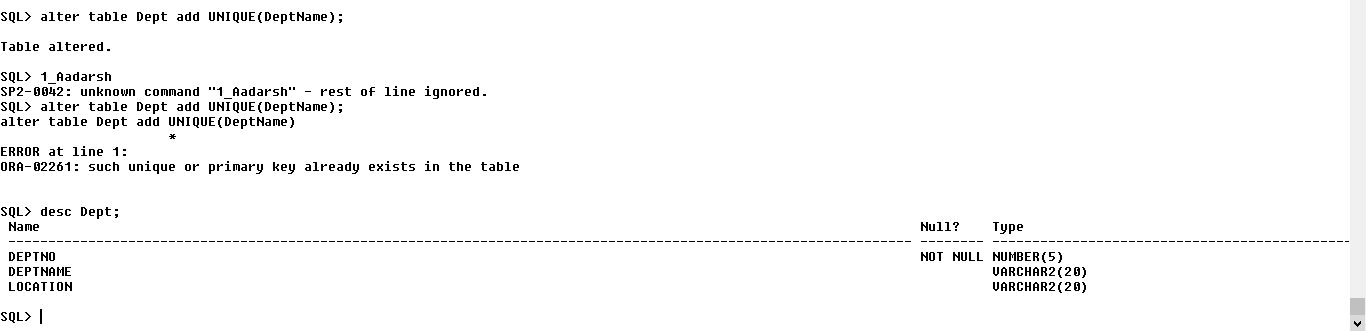 SQL> alter table Dept add UNIQUE(DeptName);
Table altered.
SQL> 1_Aadarsh
SP2-0042: unknown command "1_Aadarsh" - rest of line ignored.
SQL> alter table Dept add UNIQUE(DeptName);
alter table Dept add UNIQUE(DeptName)
*
ERROR at line 1:
ORA-02261: such unique or primary key already exists in the table
SQL> desc Dept;
Name Null? Type
----------------------------------------------------------------------------------------------------------------- -------- ---------------------------------------------
DEPTNO NOT NULL NUMBER(5)
DEPTNAME VARCHAR2(20)
LOCATION VARCHAR2(20)
SQL>